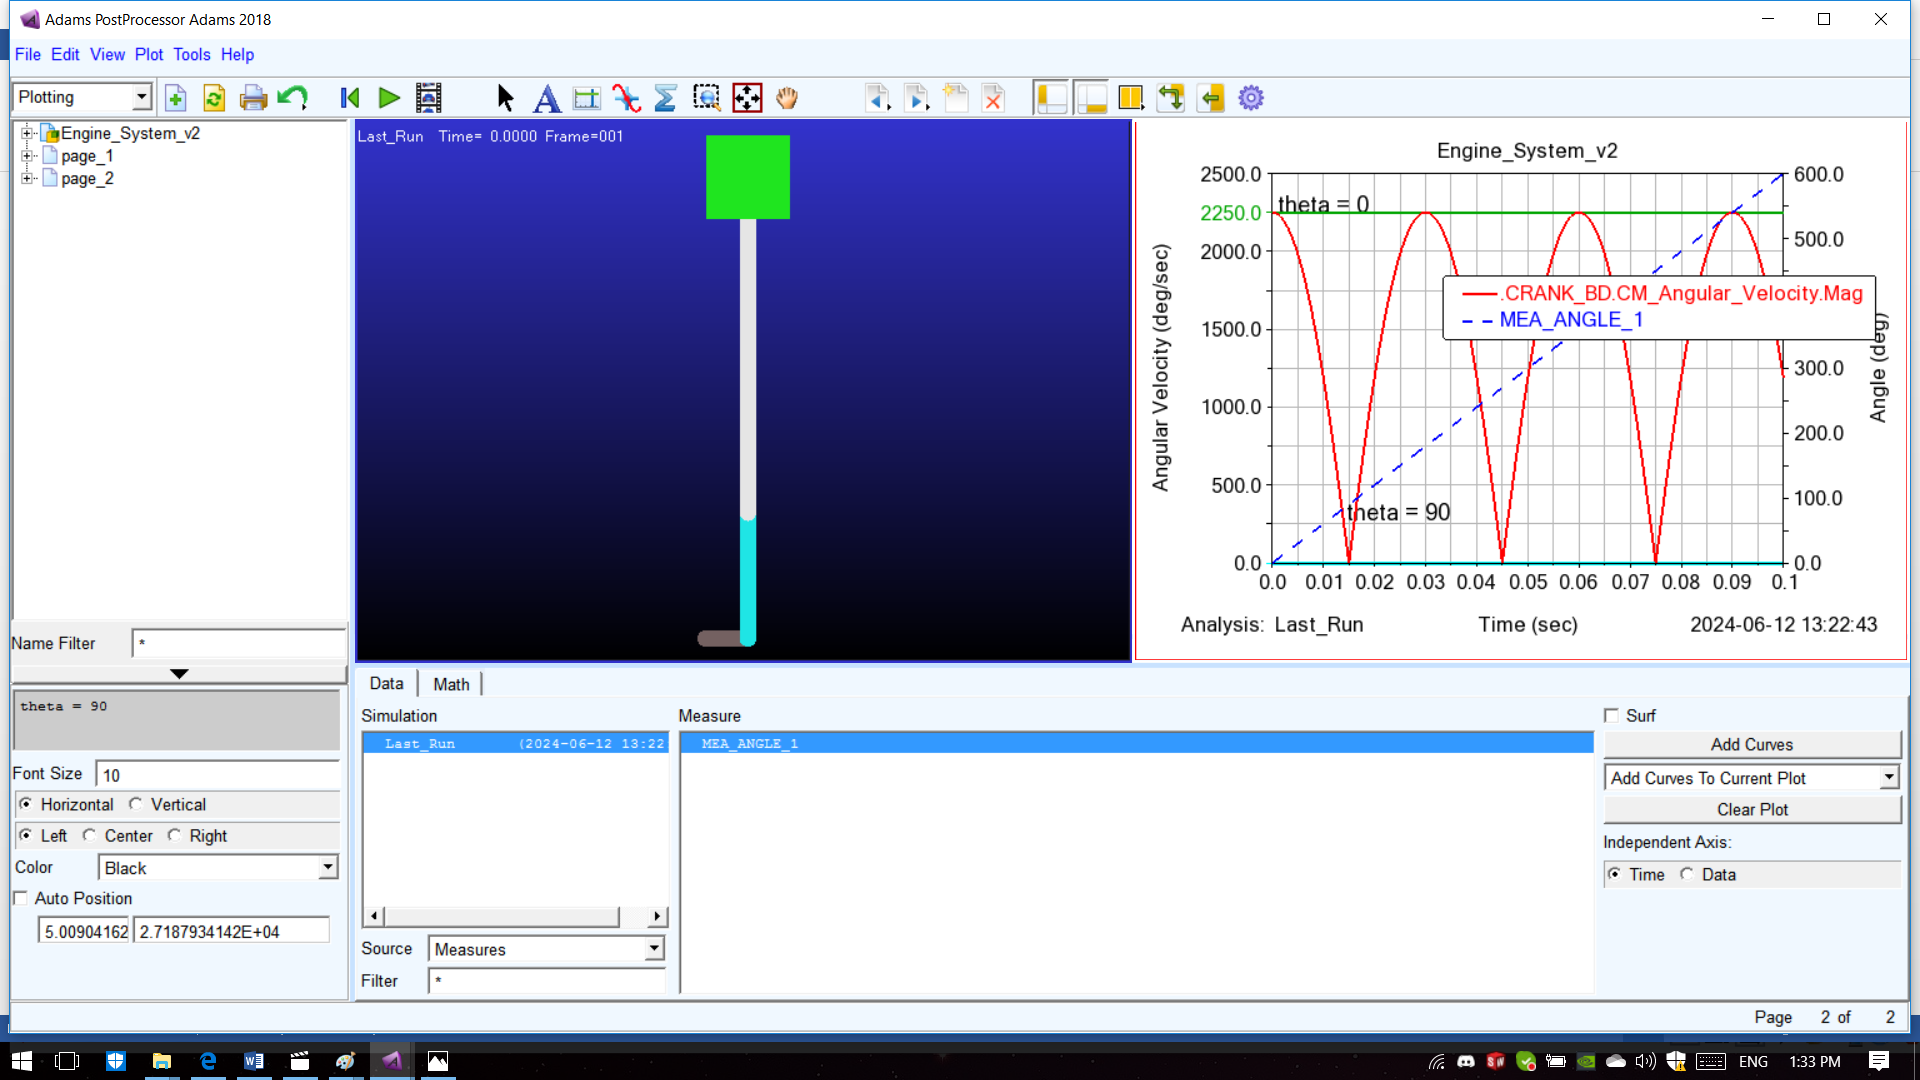 Adams PostProcessor Adams 2018
File Edit View Plot Tools Help
Plotting
Engine_System_v2
page_1
page_2
Name Filter *
theta = 90
Font Size 10
Horizontal Vertical
Left Center Right
Color Black
Auto Position
5.00904162 2.7187934142E+04
Last_Run Time= 0.0000 Frame=001
Engine_System_v2
2500.0
2250.0
2000.0
1500.0
1000.0
500.0
0.0
Angular Velocity (deg/sec)
theta = 0
theta = 90
.CRANK_BD.CM_Angular_Velocity.Mag
MEA_ANGLE_1
600.0
500.0
300.0
200.0
100.0
0.0
Angle (deg)
0.0 0.01 0.02 0.03 0.04 0.05 0.06 0.07 0.08 0.09 0.1
Analysis: Last_Run Time (sec) 2024-06-12 13:22:43
Data Math
Simulation Measure
Last_Run (2024-06-12 13:22
MEA_ANGLE_1
Source Measures
Filter *
Surf
Add Curves
Add Curves To Current Plot
Clear Plot
Independent Axis:
Time Data
Page 2 of 2
ENG 1:33 PM